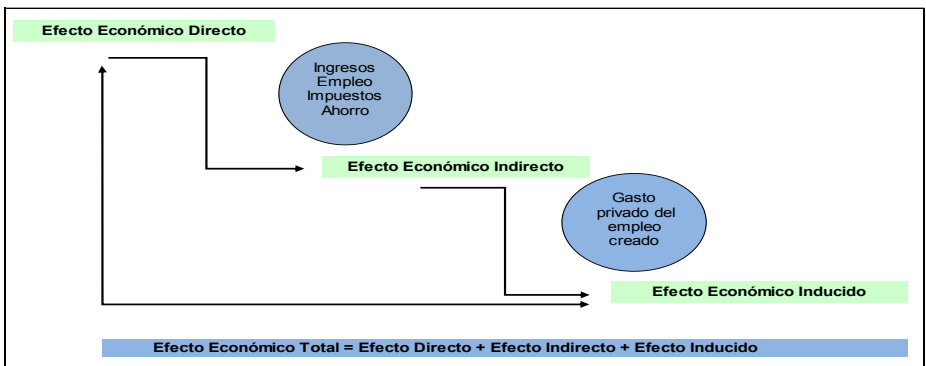 Efecto Económico Directo
Ingresos
Empleo
Impuestos
Ahorro
Efecto Económico Indirecto
Gasto
privado del
empleo
creado
Efecto Económico Inducido
Efecto Económico Total = Efecto Directo + Efecto Indirecto + Efecto Inducido